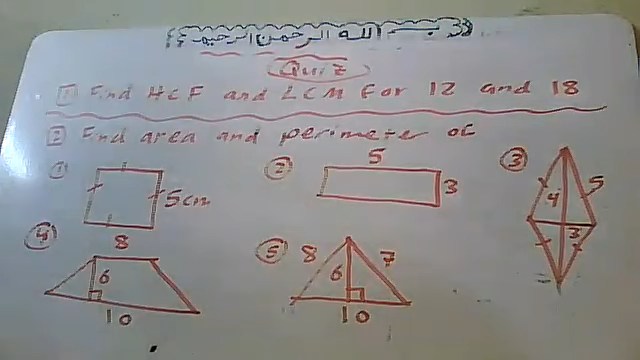 بسم الله الرحمن الرحيم
Quiz
1 Find HCF and LCM For 12 and 18
2 Find area and perimeter of
1 5cm
2 5 3
3 4 5 3
4 8 6 10
5 8 6 7 10